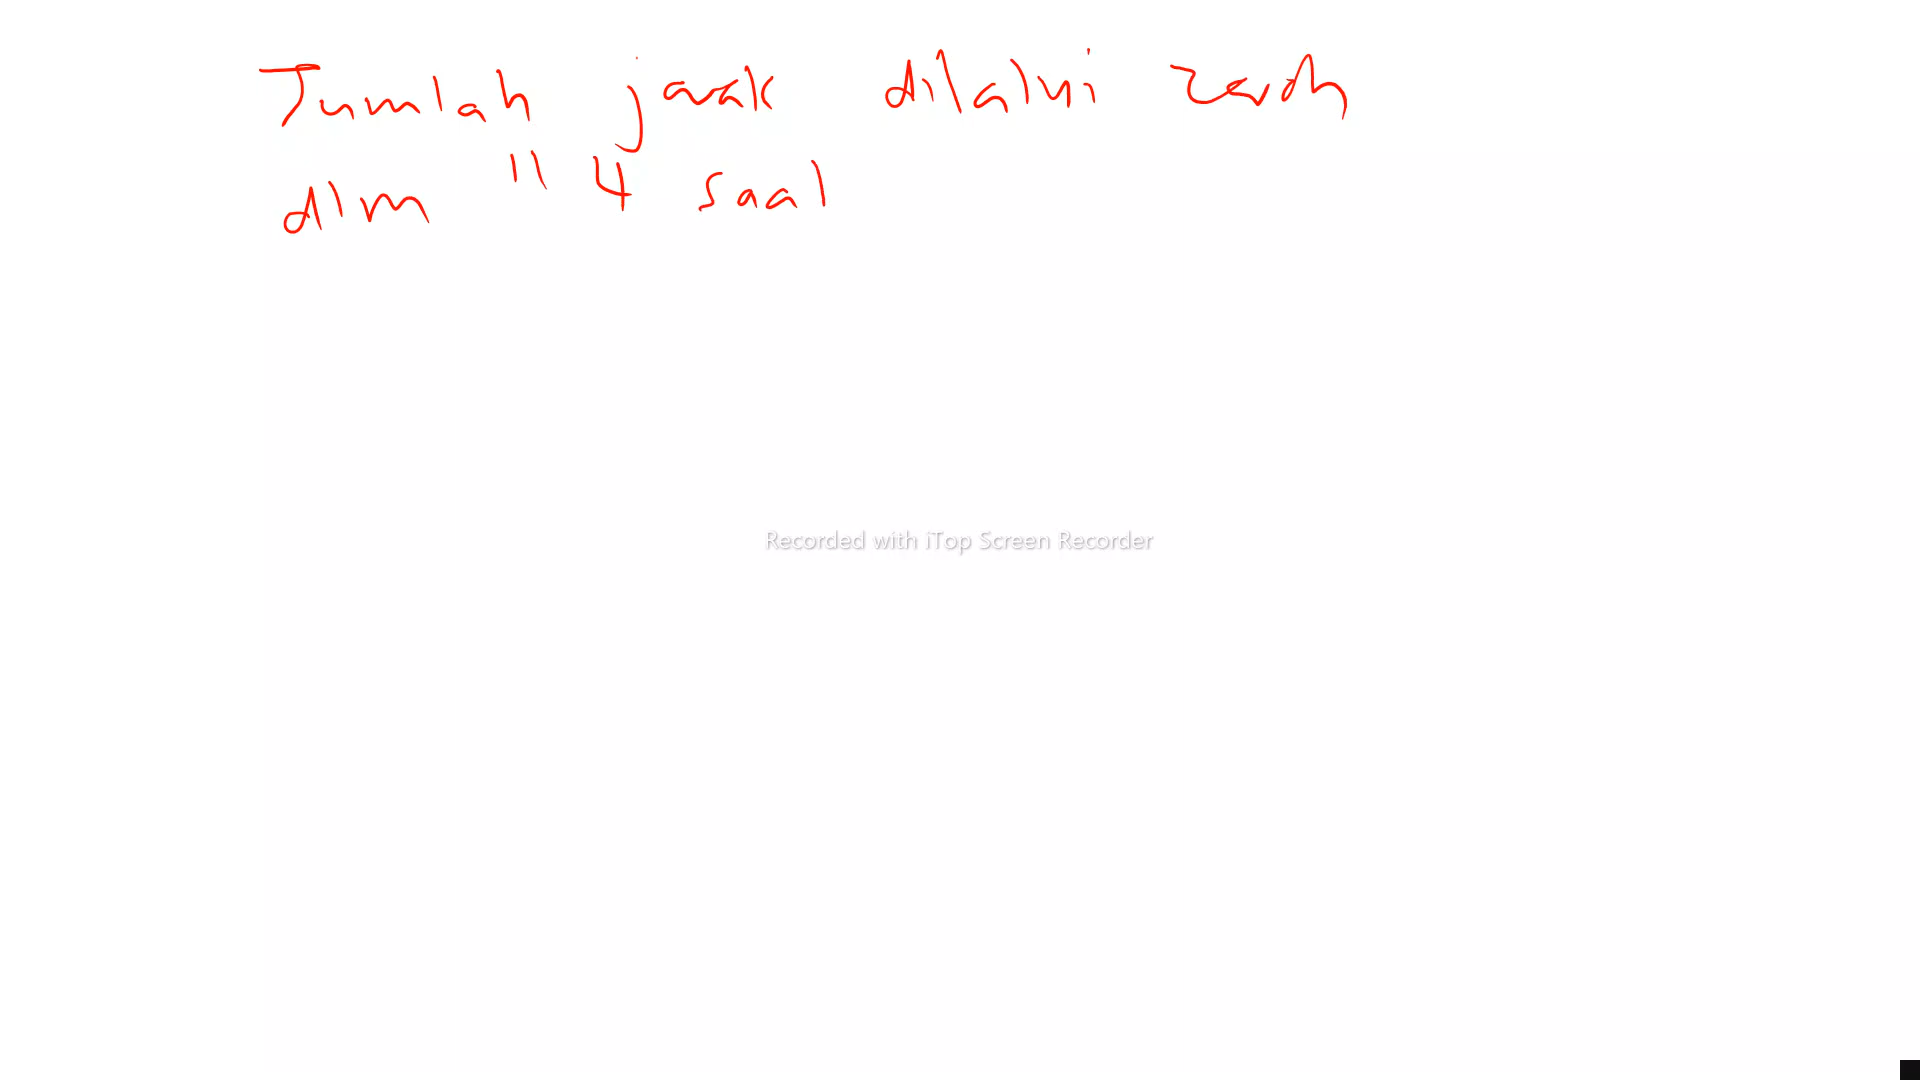 Jumlah jarak dilalui zarah
dlm " 4 saat
Recorded with iTop Screen Recorder